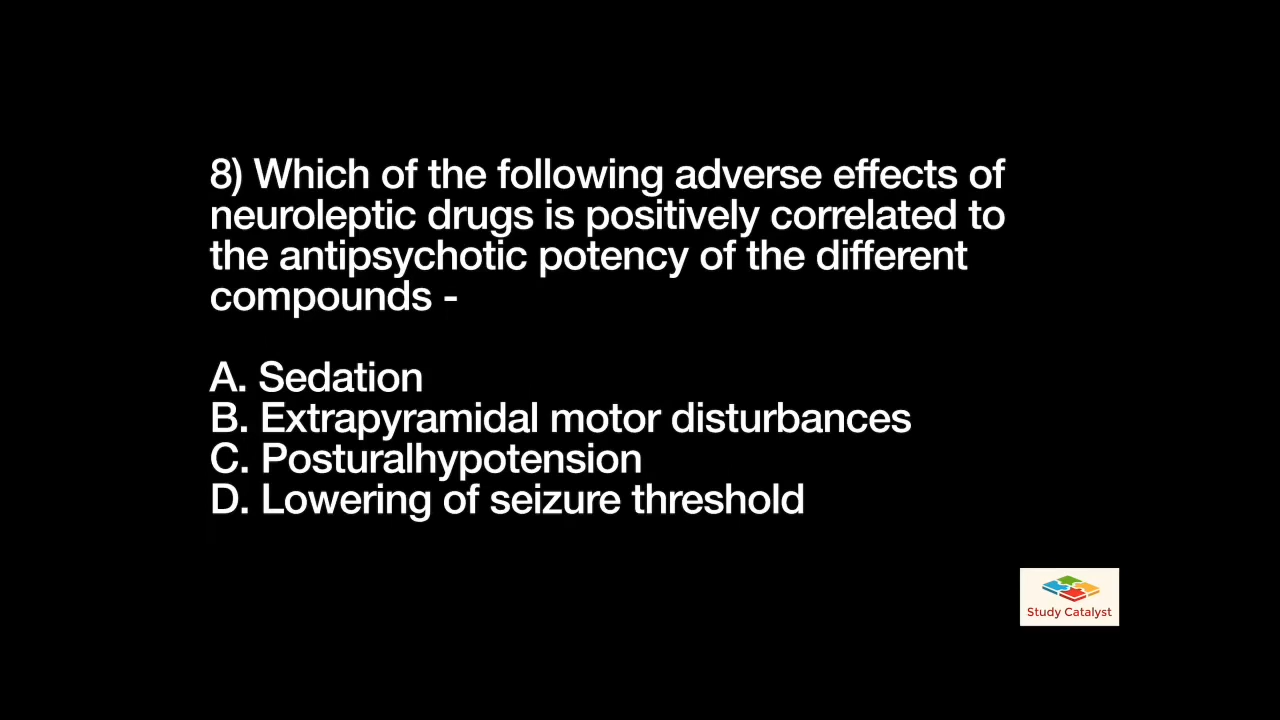 8) Which of the following adverse effects of
neuroleptic drugs is positively correlated to
the antipsychotic potency of the different
compounds -
A. Sedation
B. Extrapyramidal motor disturbances
C. Posturalhypotension
D. Lowering of seizure threshold
Study Catalyst